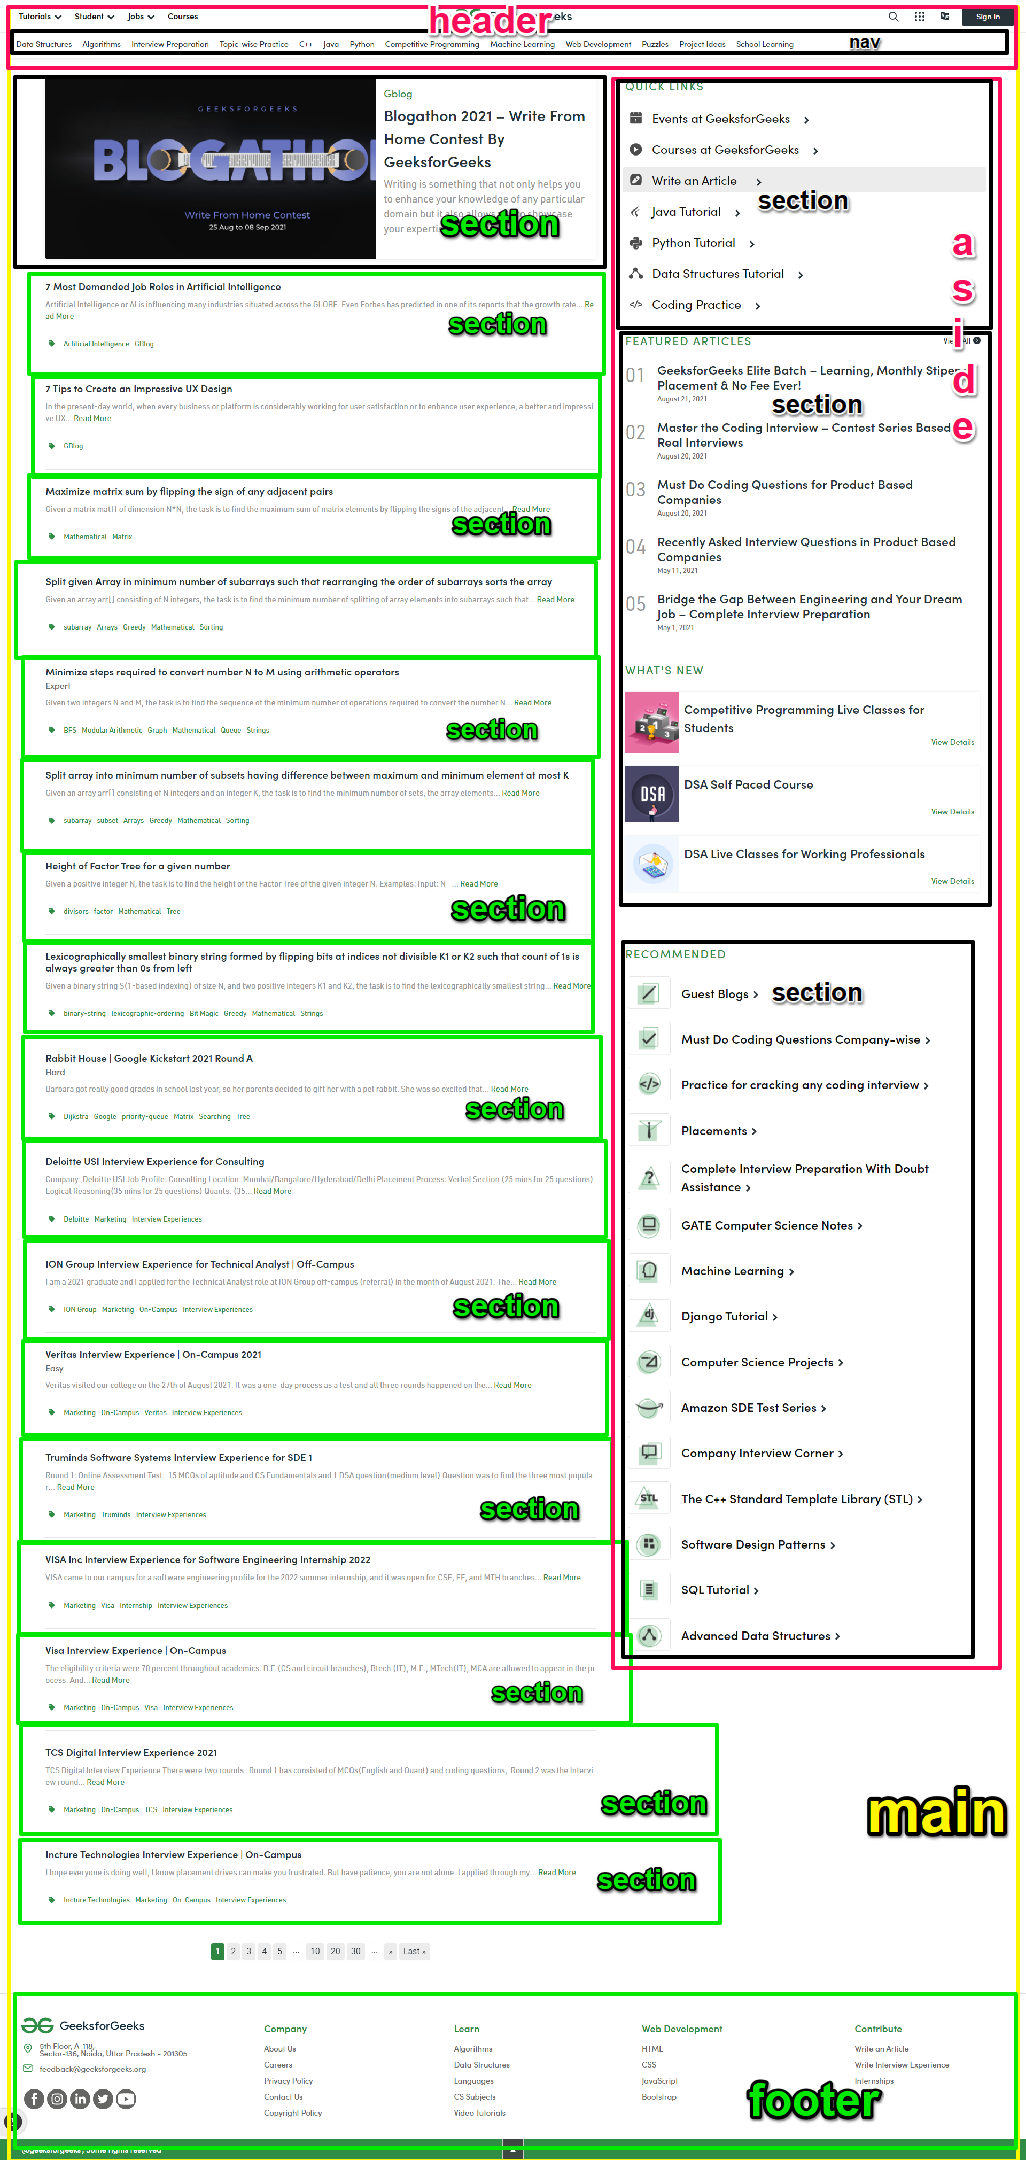 Tutorials Student Jobs Courses
header
eeks
Sign In
Data Structures Algorithms Interview Preparation Topic-wise Practice C++ Java Python Competitive Programming Machine Learning Web Development Puzzles Project Ideas School Learning
nav
GEEKSFORGEEKS
BLOGATHO
Write From Home Contest
25 Aug to 08 Sep 2021
Gblog
Blogathon 2021 – Write From
Home Contest By
GeeksforGeeks
Writing is something that not only helps you
to enhance your knowledge of any particular
domain but it also allows to showcase
your experti
section
7 Most Demanded Job Roles in Artificial Intelligence
Artificial Intelligence or AI is influencing many industries situated across the GLOBE. Even Forbes has predicted in one of its reports that the growth rate... Re
ad More
section
Artificial Intelligence GBlog
7 Tips to Create an Impressive UX Design
In the present-day world, when every business or platform is considerably working for user satisfaction or to enhance user experience, a better and impressi
ve UX... Read More
GBlog
Maximize matrix sum by flipping the sign of any adjacent pairs
Given a matrix mat[] of dimension N*N, the task is to find the maximum sum of matrix elements by flipping the signs of the adjacent... Read More
section
Mathematical Matrix
Split given Array in minimum number of subarrays such that rearranging the order of subarrays sorts the array
Given an array arr[] consisting of N integers, the task is to find the minimum number of splitting of array elements into subarrays such that... Read More
subarray Arrays Greedy Mathematical Sorting
Minimize steps required to convert number N to M using arithmetic operators
Expert
Given two integers N and M, the task is to find the sequence of the minimum number of operations required to convert the number N... Read More
section
BFS Modular Arithmetic Graph Mathematical Queue Strings
Split array into minimum number of subsets having difference between maximum and minimum element at most K
Given an array arr[] consisting of N integers and an integer K, the task is to find the minimum number of sets, the array elements... Read More
subarray subset Arrays Greedy Mathematical Sorting
Height of Factor Tree for a given number
Given a positive integer N, the task is to find the height of the Factor Tree of the given integer N. Examples: Input: N ... Read More
section
divisors factor Mathematical Tree
Lexicographically smallest binary string formed by flipping bits at indices not divisible K1 or K2 such that count of 1s is
always greater than 0s from left
Given a binary string S(1-based indexing) of size N, and two positive integers K1 and K2, the task is to find the lexicographically smallest string... Read More
binary-string lexicographic-ordering Bit Magic Greedy Mathematical Strings
Rabbit House | Google Kickstart 2021 Round A
Hard
Barbara got really good grades in school last year, so her parents decided to gift her with a pet rabbit. She was so excited that... Read More
section
Dijkstra Google priority-queue Matrix Searching Tree
Deloitte USI Interview Experience for Consulting
Company: Deloitte USI Job Profile: Consulting Location: Mumbai/Bangalore/Hyderabad/Delhi Placement Process: Verbal Section (25 mins for 25 questions)
Logical Reasoning(35 mins for 25 questions) Quants. (35... Read More
Deloitte Marketing Interview Experiences
ION Group Interview Experience for Technical Analyst | Off-Campus
I am a 2021 graduate and I applied for the Technical Analyst role at ION Group off-campus (referral) in the month of August 2021. The... Read More
section
ION Group Marketing On-Campus Interview Experiences
Veritas Interview Experience | On-Campus 2021
Easy
Veritas visited our college on the 27th of August 2021. It was a one-day process as a test and all three rounds happened on the... Read More
Marketing On-Campus Veritas Interview Experiences
Truminds Software Systems Interview Experience for SDE 1
Round 1: Online Assessment Test: 15 MCQs of aptitude and CS Fundamentals and 1 DSA question(medium level) Question was to find the three most popula
r... Read More
section
Marketing Truminds Interview Experiences
VISA Inc Interview Experience for Software Engineering Internship 2022
VISA came to our campus for a software engineering profile for the 2022 summer internship, and it was open for CSE, EE, and MTH branches... Read More
Marketing Visa Internship Interview Experiences
Visa Interview Experience | On-Campus
The eligibility criteria were 70 percent throughout academics. B.E.(CS and circuit branches), Btech (IT), M.E., MTech(IT), MCA are allowed to appear in the pr
ocess. And... Read More
section
Marketing On-Campus Visa Interview Experiences
TCS Digital Interview Experience 2021
TCS Digital Interview Experience There were two rounds. Round 1 has consisted of MCQs(English and Quant) and coding questions, Round 2 was the Intervi
ew round... Read More
section
Marketing On-Campus TCS Interview Experiences
Incture Technologies Interview Experience | On-Campus
I hope everyone is doing well, I know placement drives can make you frustrated. But have patience, you are not alone. I applied through my... Read More
section
Incture Technologies Marketing On-Campus Interview Experiences
1 2 3 4 5 ... 10 20 30 ... » Last »
QUICK LINKS
Events at GeeksforGeeks
Courses at GeeksforGeeks
Write an Article
section
Java Tutorial
Python Tutorial
Data Structures Tutorial
Coding Practice
a
s
i
d
e
FEATURED ARTICLES
View All
01 GeeksforGeeks Elite Batch – Learning, Monthly Stipen
Placement & No Fee Ever!
August 21, 2021
section
02 Master the Coding Interview – Contest Series Based
Real Interviews
August 20, 2021
03 Must Do Coding Questions for Product Based
Companies
August 20, 2021
04 Recently Asked Interview Questions in Product Based
Companies
May 11, 2021
05 Bridge the Gap Between Engineering and Your Dream
Job – Complete Interview Preparation
May 1, 2021
WHAT'S NEW
Competitive Programming Live Classes for
Students
View Details
DSA
DSA Self Paced Course
View Details
DSA Live Classes for Working Professionals
View Details
RECOMMENDED
Guest Blogs
section
Must Do Coding Questions Company-wise
Practice for cracking any coding interview
Placements
Complete Interview Preparation With Doubt
Assistance
GATE Computer Science Notes
Machine Learning
Django Tutorial
Computer Science Projects
Amazon SDE Test Series
Company Interview Corner
The C++ Standard Template Library (STL)
Software Design Patterns
SQL Tutorial
Advanced Data Structures
main
GeeksforGeeks
5th Floor, A-118,
Sector-136, Noida, Uttar Pradesh - 201305
feedback@geeksforgeeks.org
Company
About Us
Careers
Privacy Policy
Contact Us
Copyright Policy
Learn
Algorithms
Data Structures
Languages
CS Subjects
Video Tutorials
Web Development
HTML
CSS
JavaScript
Bootstrap
Contribute
Write an Article
Write Interview Experience
Internships
footer
@geeksforgeeks, Some rights reserved